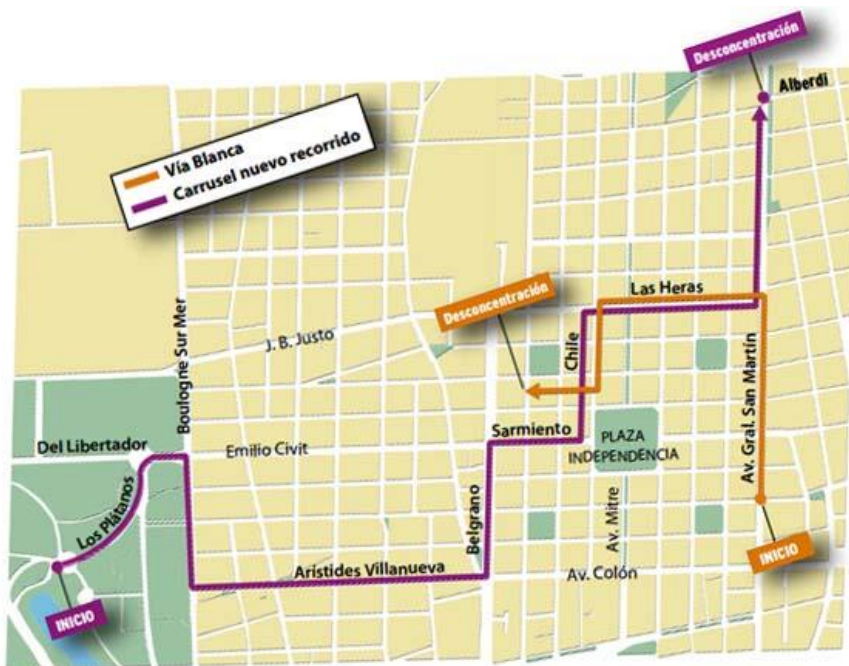 Desconcentración
Alberdi
Vía Blanca
Carrusel nuevo recorrido
Las Heras
Desconcentración
Boulogne Sur Mer
J. B. Justo
Chile
Av. Gral. San Martín
Sarmiento
Del Libertador
Emilio Civit
PLAZA
INDEPENDENCIA
Los Plátanos
Belgrano
Av. Mitre
INICIO
Arístides Villanueva
Av. Colón
INICIO